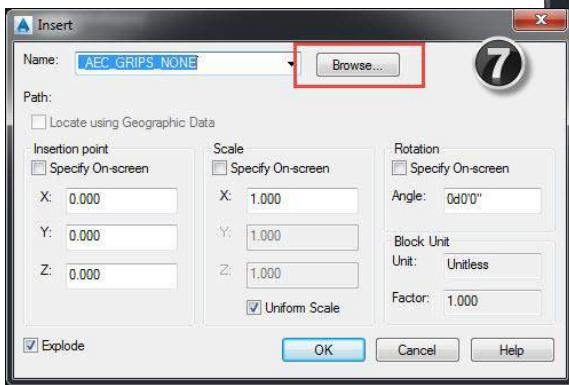 Insert
Name: _AEC_GRIPS_NONE Browse... 7
Path:
Locate using Geographic Data
Insertion point Scale Rotation
Specify On-screen Specify On-screen Specify On-screen
X: 0.000 X: 1.000 Angle: 0d0'0"
Y: 0.000 Y: 1.000 Block Unit
Z: 0.000 Z: 1.000 Unit: Unitless
Uniform Scale Factor: 1.000
Explode OK Cancel Help